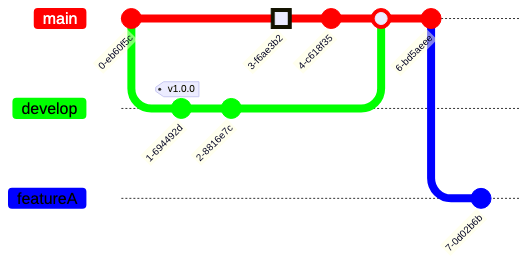 main
0-eb60f5c
3-f6ae3b2
4-c618f35
6-bd5aeee
v1.0.0
develop
1-694492d
2-8816e7c
featureA
7-0d02b6b